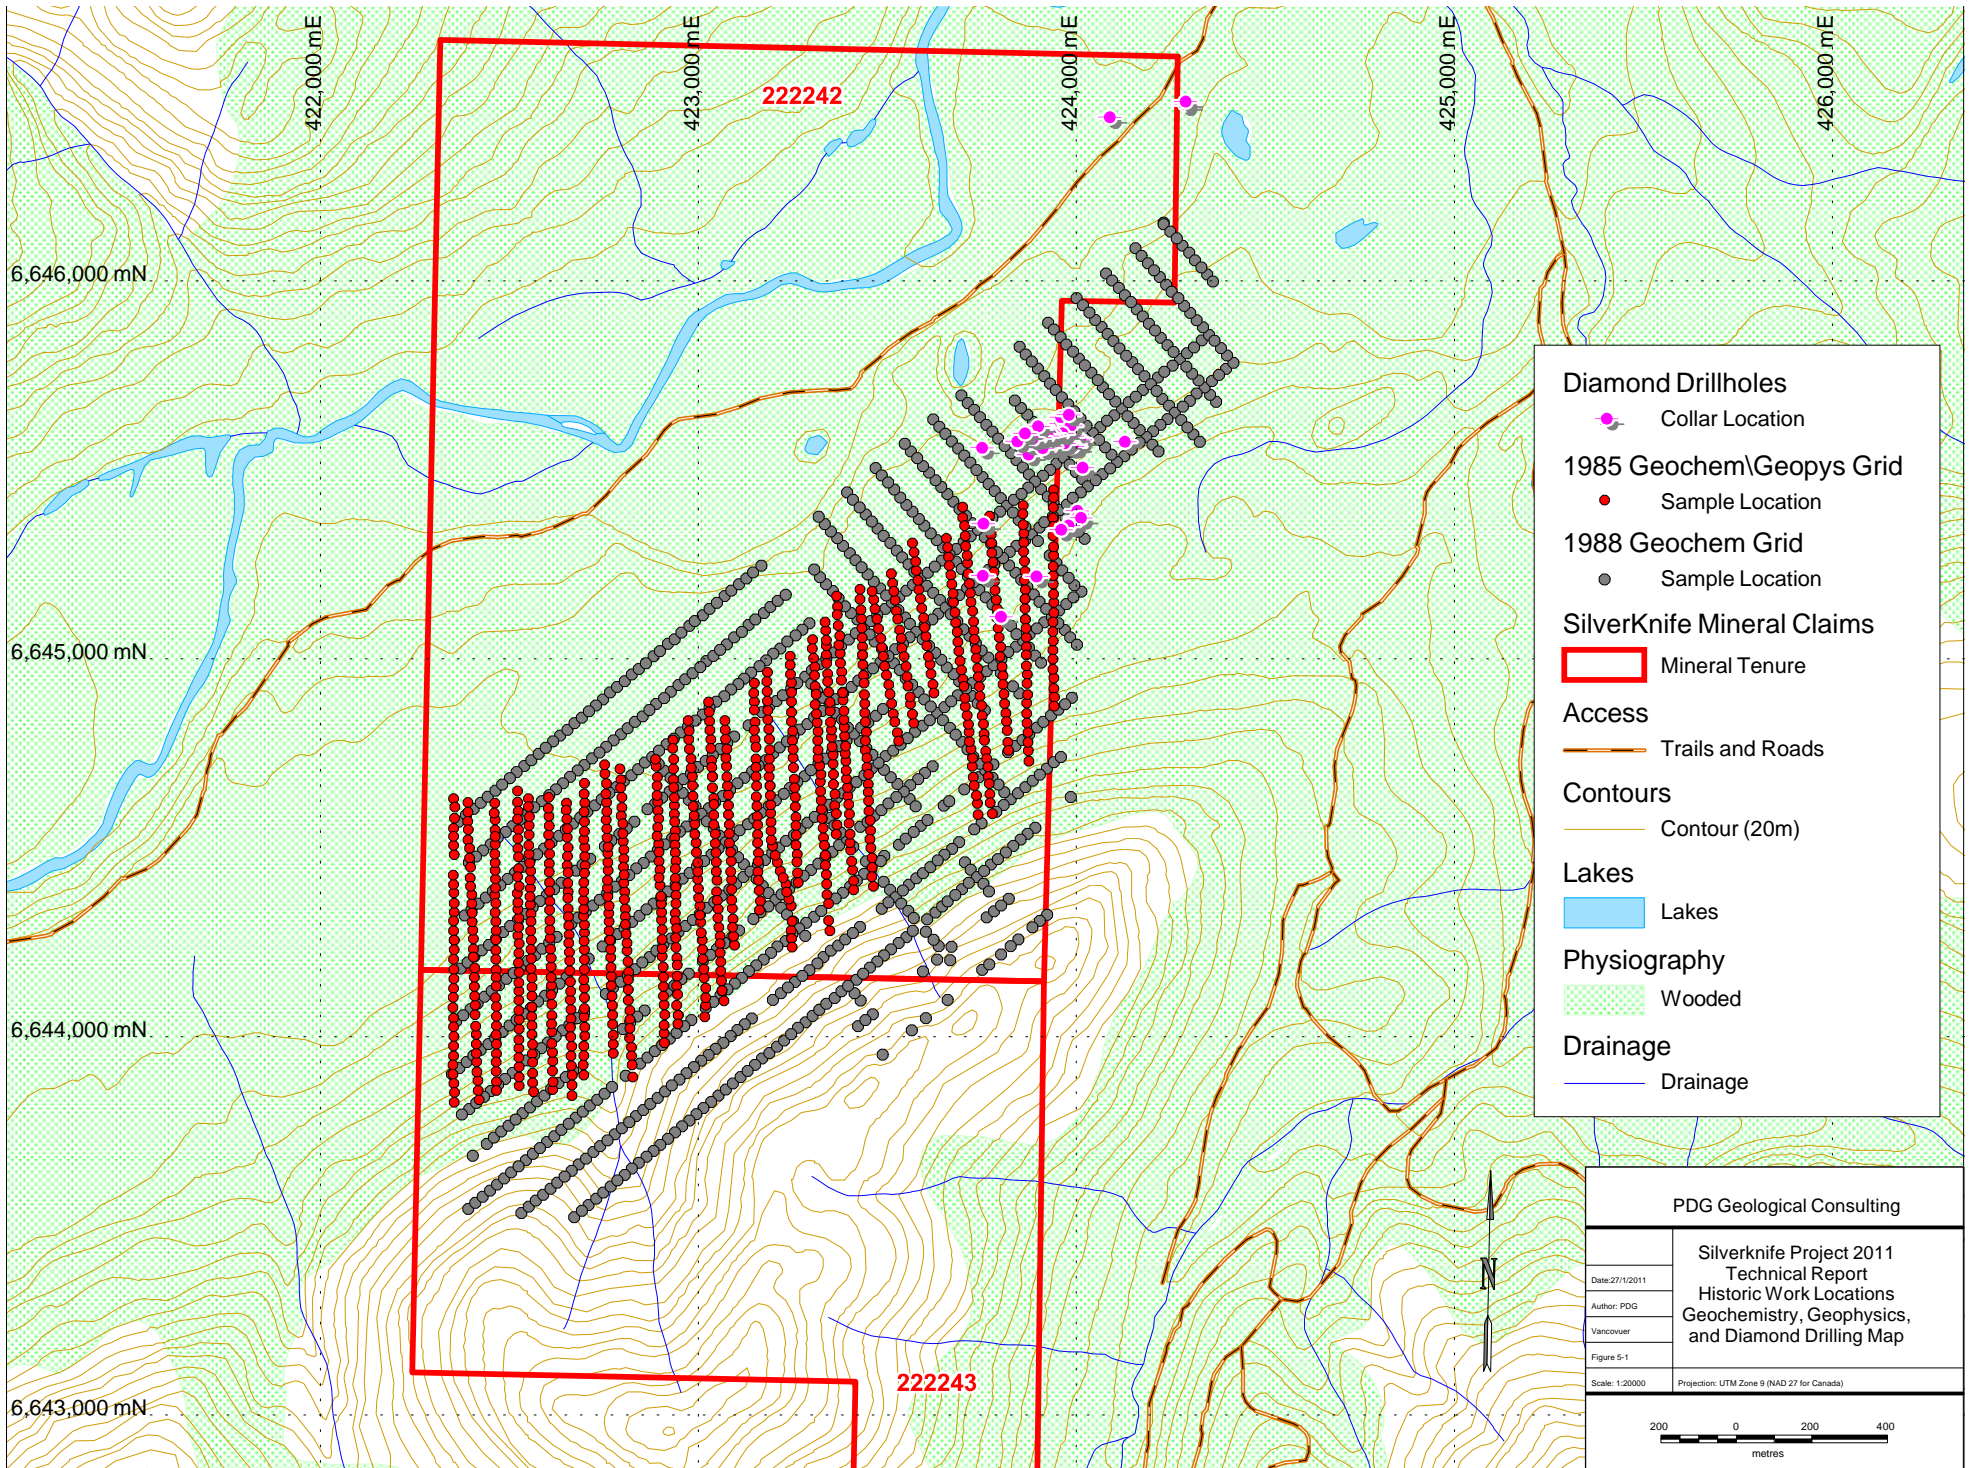 422,000 mE
423,000 mE
424,000 mE
425,000 mE
426,000 mE
222242
6,646,000 mN
6,645,000 mN
6,644,000 mN
6,643,000 mN
222243
Diamond Drillholes
Collar Location
1985 Geochem\Geopys Grid
Sample Location
1988 Geochem Grid
Sample Location
SilverKnife Mineral Claims
Mineral Tenure
Access
Trails and Roads
Contours
Contour (20m)
Lakes
Lakes
Physiography
Wooded
Drainage
Drainage
N
PDG Geological Consulting
Silverknife Project 2011
Technical Report
Historic Work Locations
Geochemistry, Geophysics,
and Diamond Drilling Map
Date:27/1/2011
Author: PDG
Vancovuer
Figure 5-1
Scale: 1:20000
Projection: UTM Zone 9 (NAD 27 for Canada)
200 0 200 400
metres